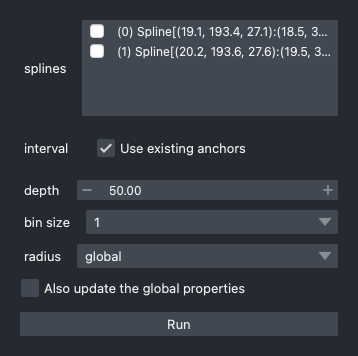 splines
(0) Spline[(19.1, 193.4, 27.1):(18.5, 3...
(1) Spline[(20.2, 193.6, 27.6):(19.5, 3...
interval
Use existing anchors
depth
50.00
bin size
1
radius
global
Also update the global properties
Run